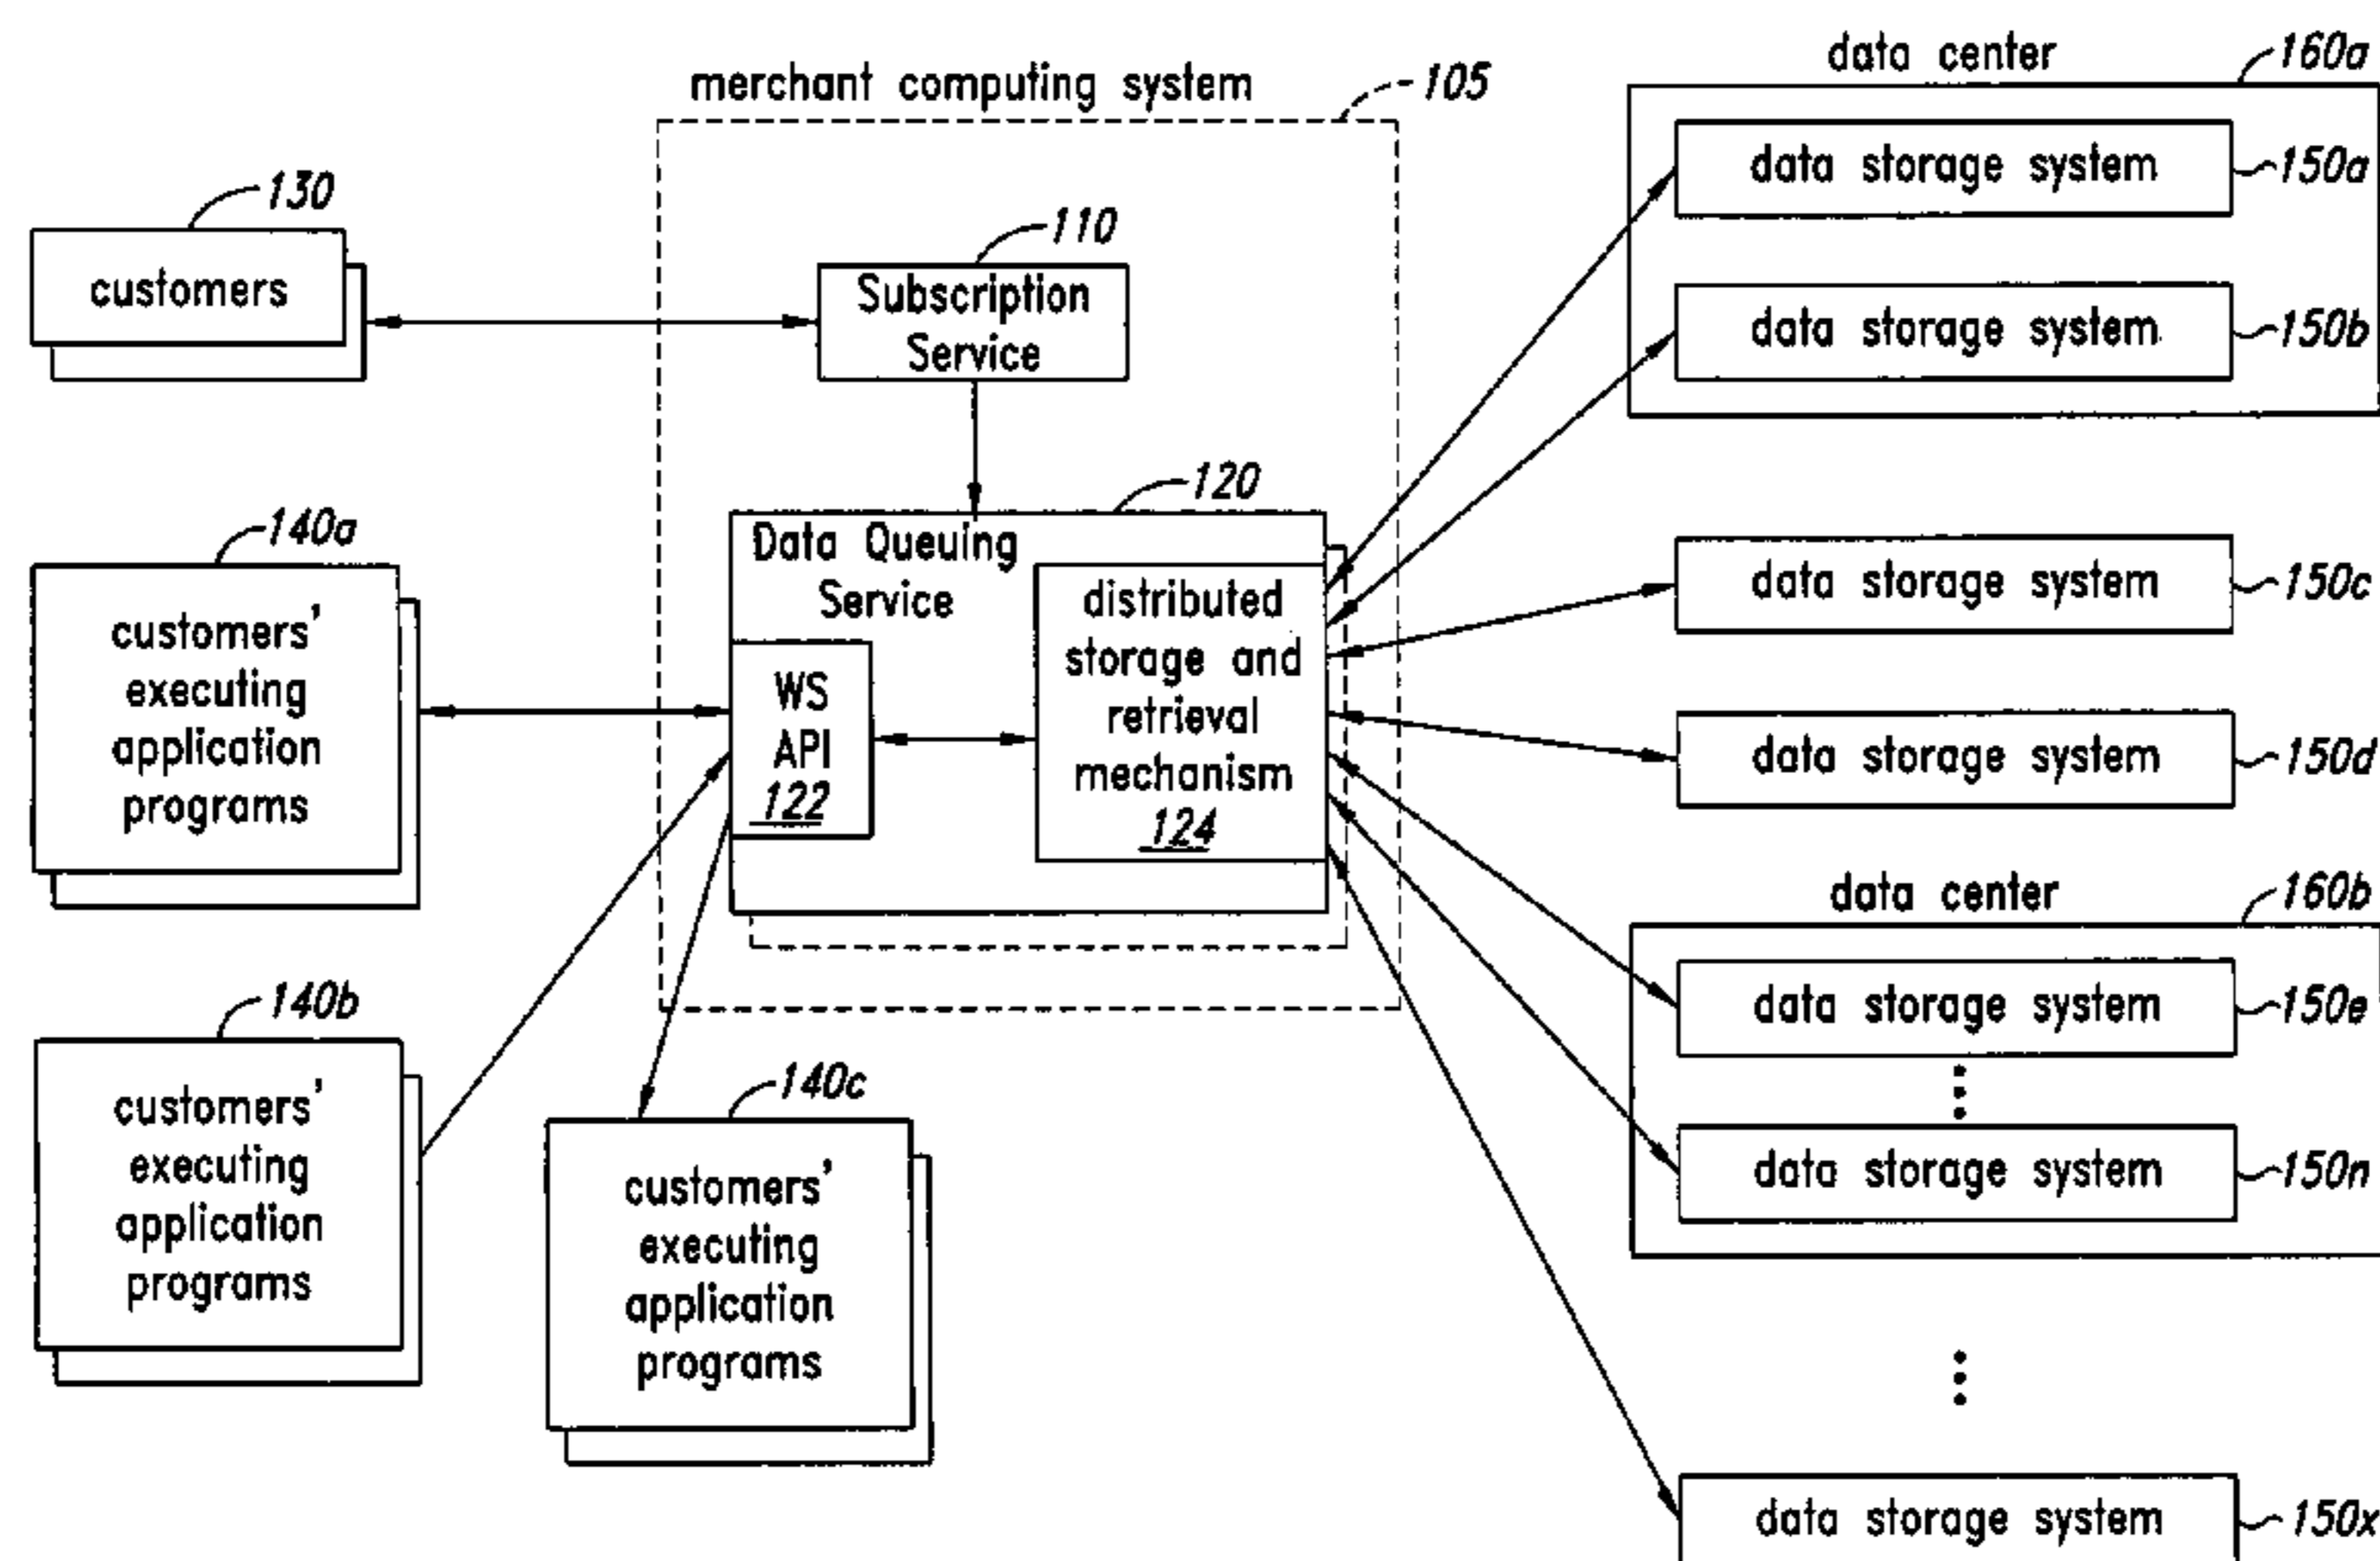 merchant computing system
105
data center
160a
data storage system
150a
data storage system
150b
130
customers
110
Subscription
Service
120
Data Queuing
Service
WS
API
122
distributed
storage and
retrieval
mechanism
124
140a
customers'
executing
application
programs
140b
customers'
executing
application
programs
140c
customers'
executing
application
programs
data storage system
150c
data storage system
150d
data center
160b
data storage system
150e
data storage system
150n
data storage system
150x